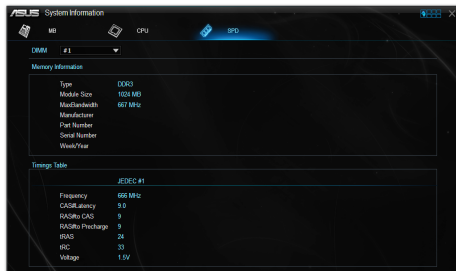 ASUS System Information
MB CPU SPD
DIMM #1
Memory Information
Type DDR3
Module Size 1024 MB
MaxBandwidth 667 MHz
Manufacturer
Part Number
Serial Number
Week/Year
Timings Table
JEDEC #1
Frequency 666 MHz
CAS#Latency 9.0
RAS#to CAS 9
RAS#to Precharge 9
tRAS 24
tRC 33
Voltage 1.5V